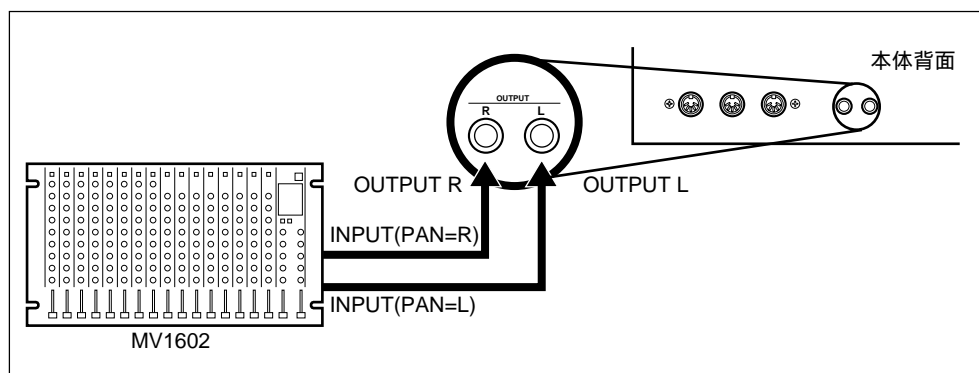 本体背面
OUTPUT
R L
OUTPUT R
OUTPUT L
INPUT(PAN=R)
INPUT(PAN=L)
MV1602